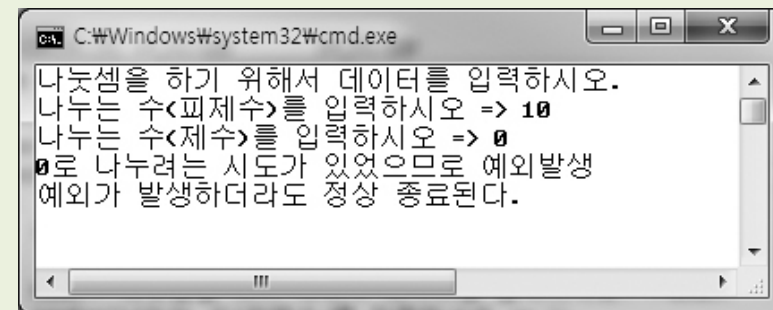 C:\Windows\system32\cmd.exe
나눗셈을 하기 위해서 데이터를 입력하시오.
나누는 수(피제수)를 입력하시오 => 10
나누는 수(제수)를 입력하시오 => 0
0로 나누려는 시도가 있었으므로 예외발생
예외가 발생하더라도 정상 종료된다.